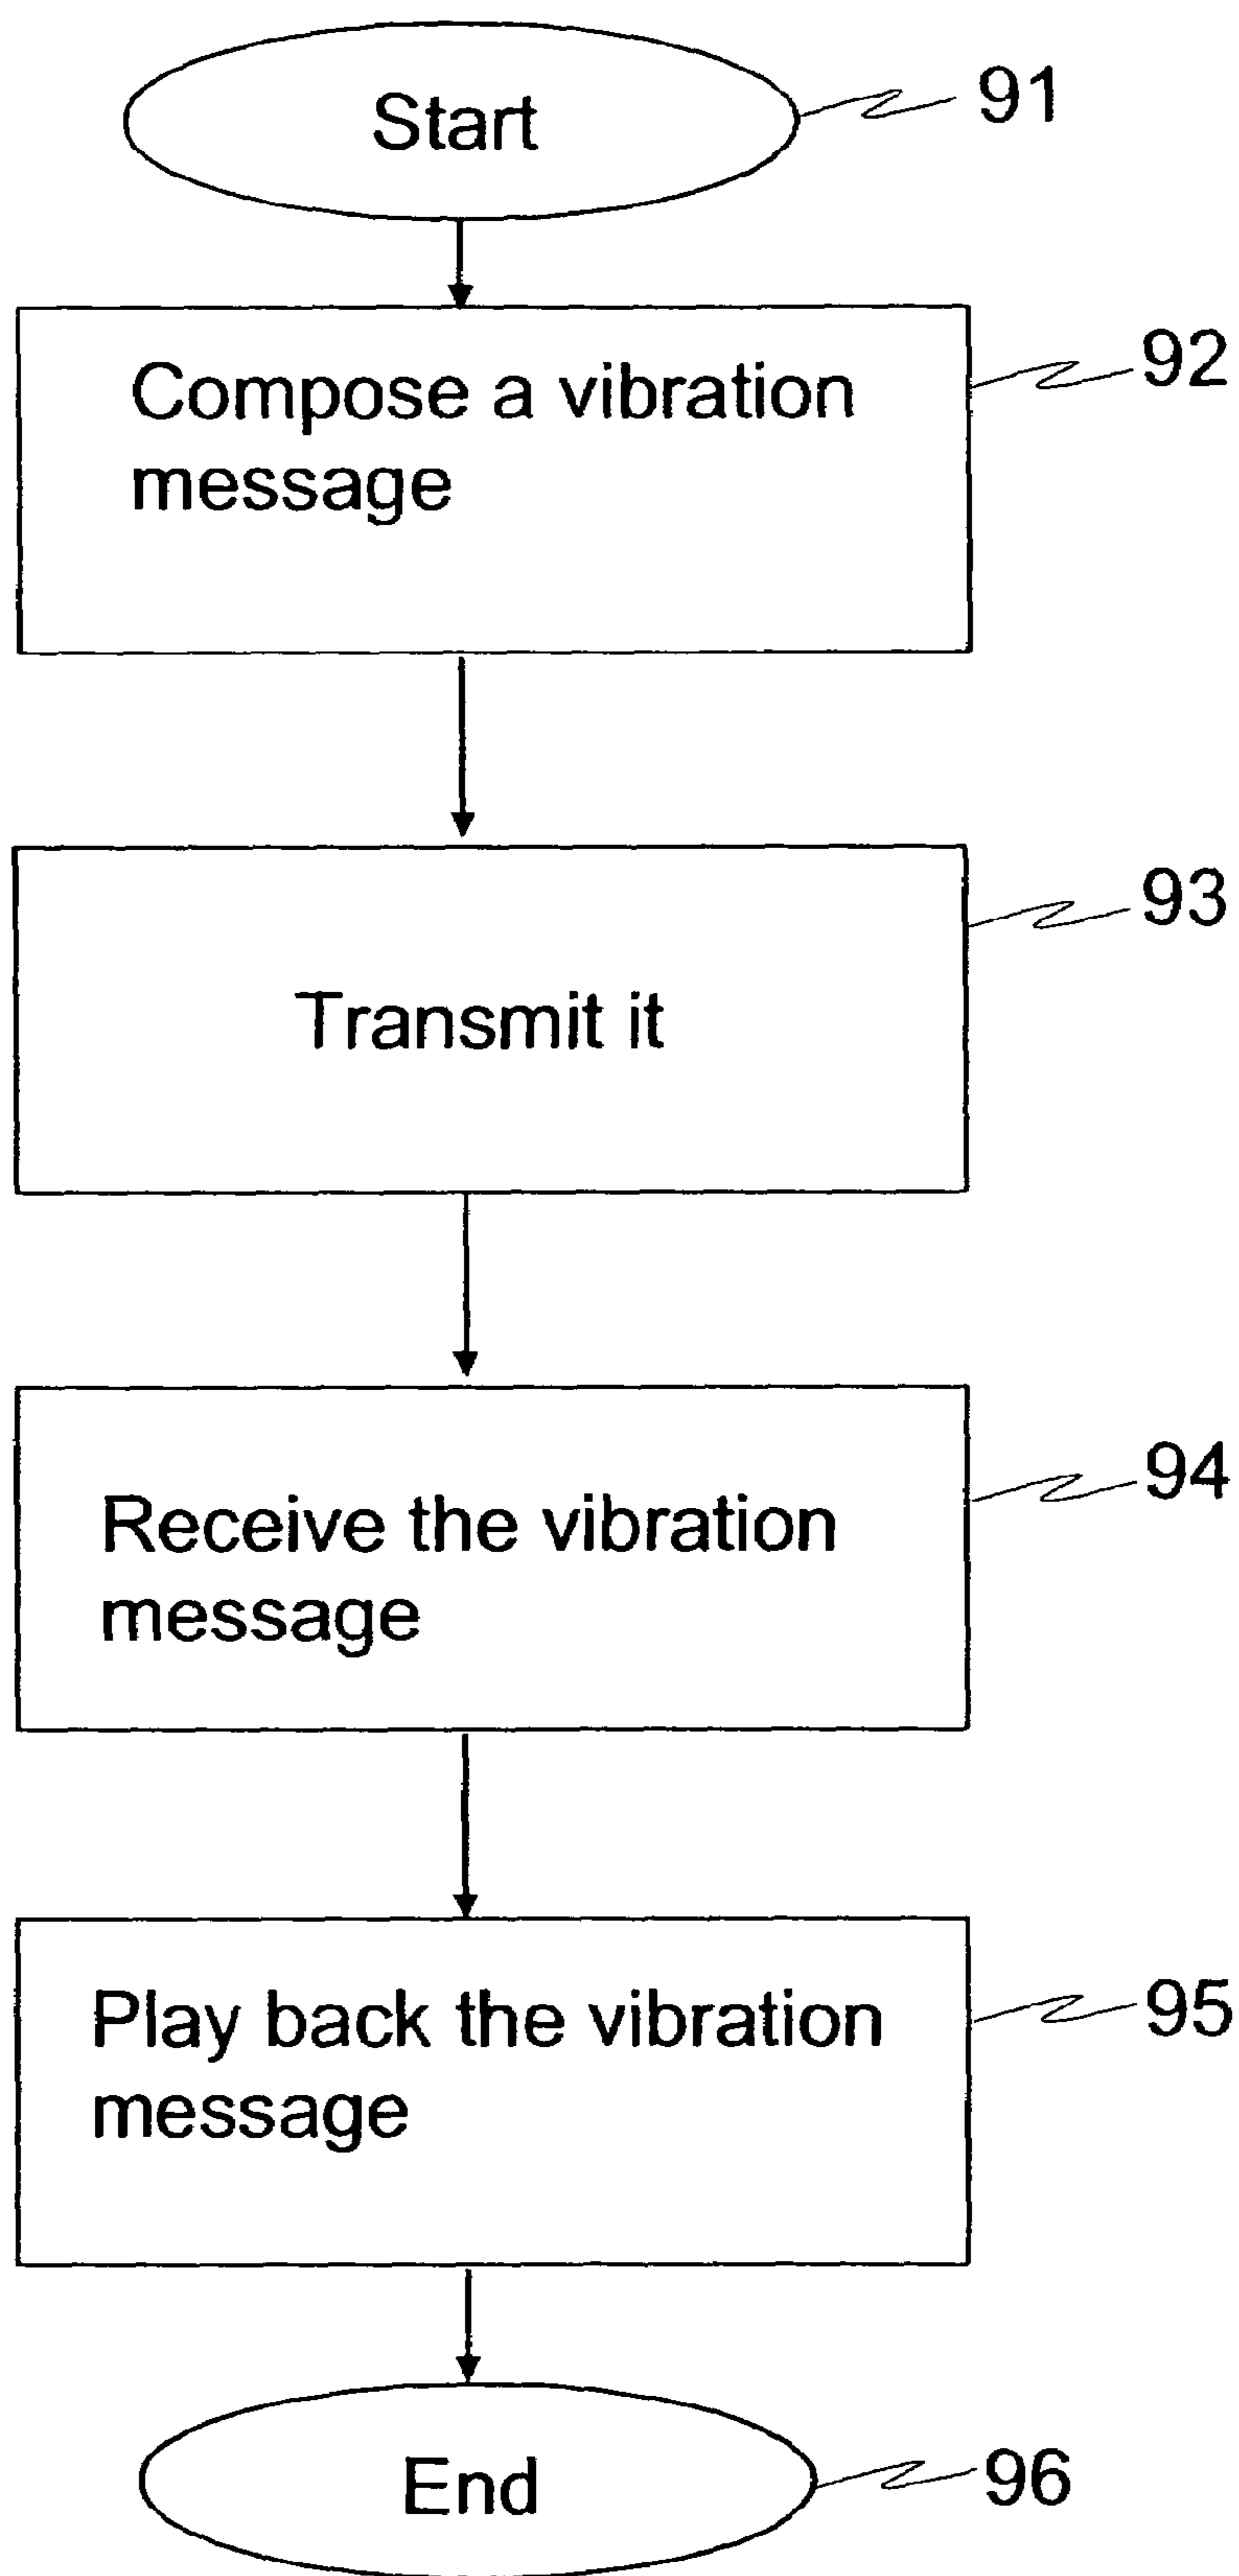 Start
91
Compose a vibration
message
92
Transmit it
93
Receive the vibration
message
94
Play back the vibration
message
95
End
96